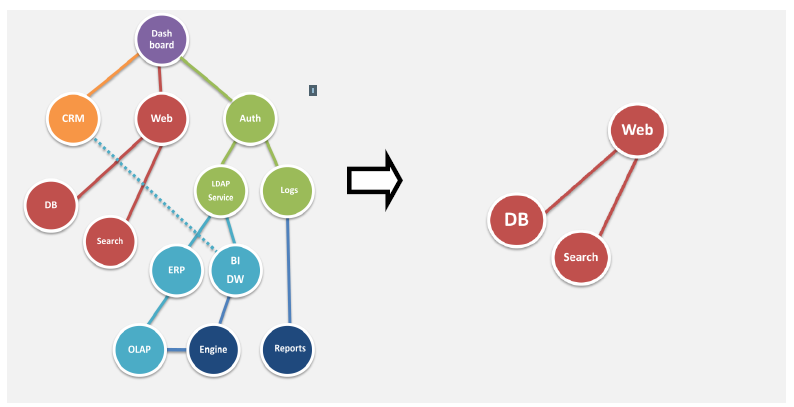 Dash
board
CRM
Web
Auth
LDAP
Service
Logs
DB
Search
ERP
BI
DW
OLAP
Engine
Reports
Web
DB
Search